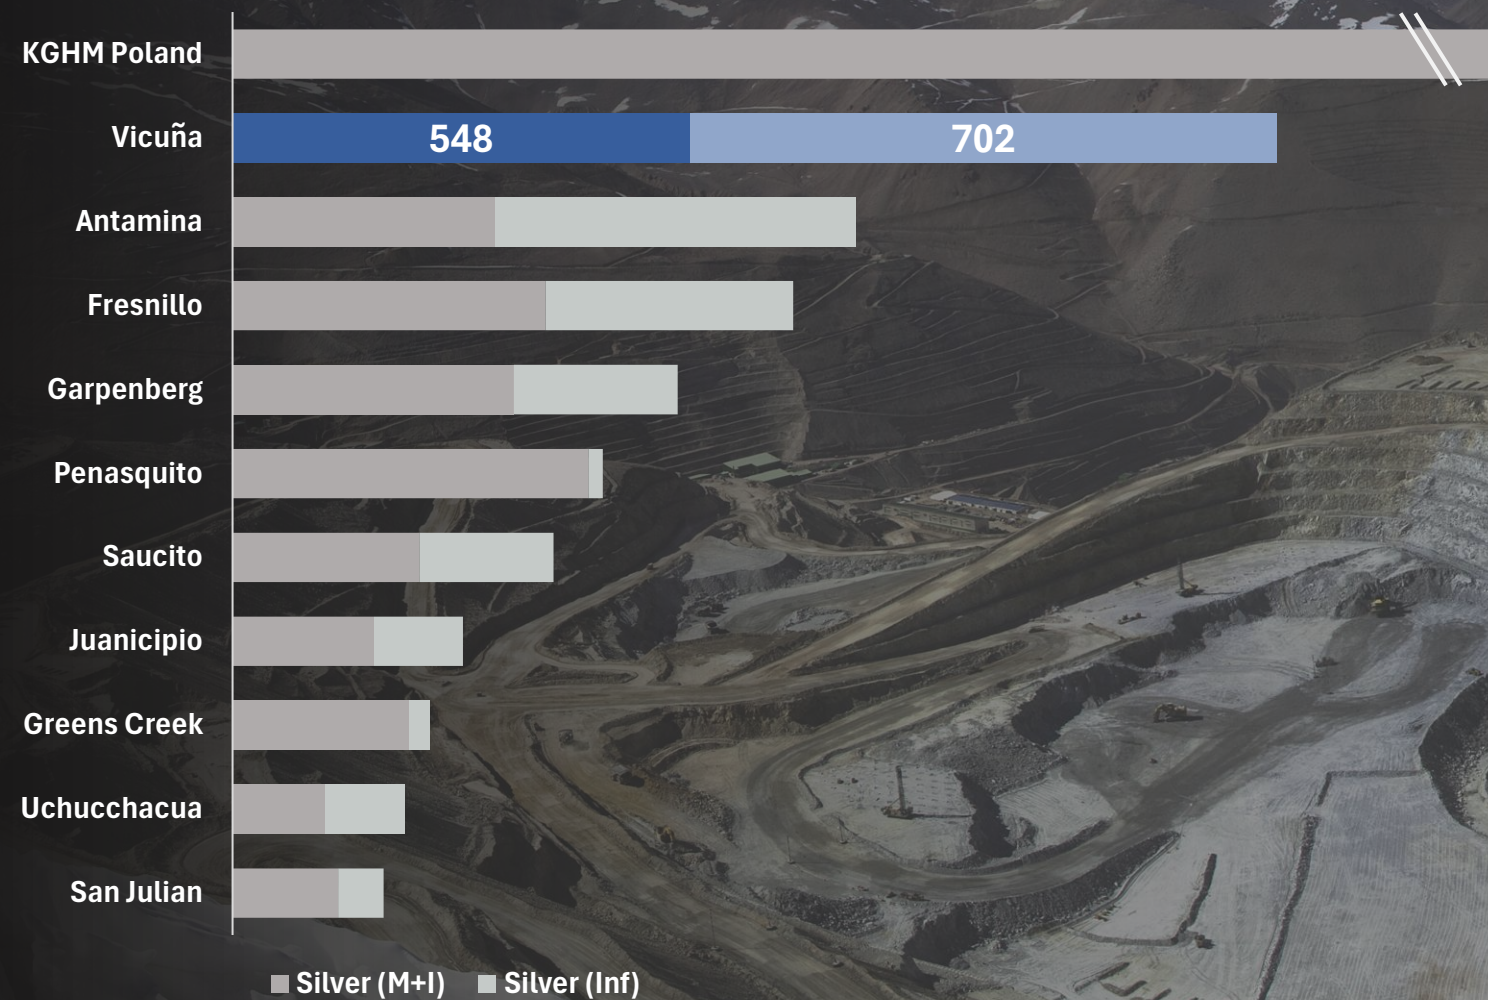 KGHM Poland
Vicuña 548 702
Antamina
Fresnillo
Garpenberg
Penasquito
Saucito
Juanicipio
Greens Creek
Uchucchacua
San Julian
Silver (M+I) Silver (Inf)